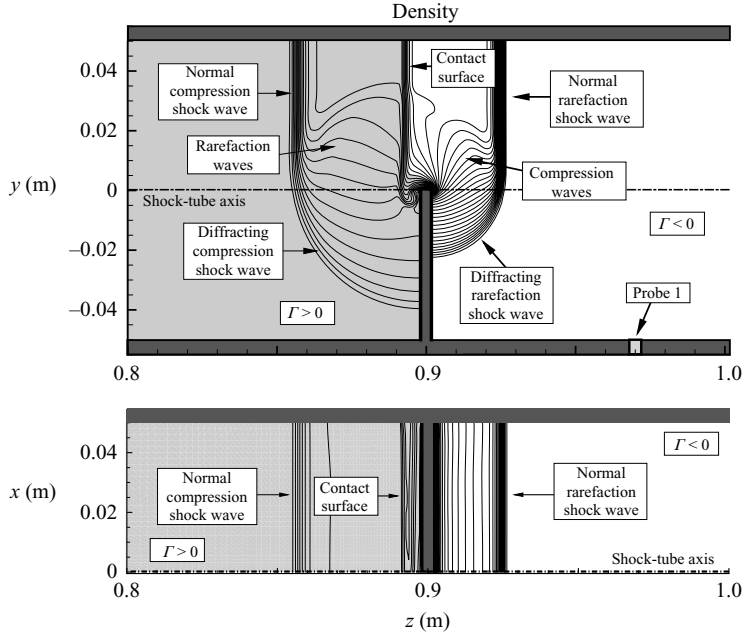 Density
0.04
0.02
y (m)
0
–0.02
–0.04
Normal
compression
shock wave
Contact
surface
Normal
rarefaction
shock wave
Rarefaction
waves
Compression
waves
Shock-tube axis
Diffracting
compression
shock wave
Γ < 0
Diffracting
rarefaction
shock wave
Γ > 0
Probe 1
0.8
0.9
1.0
0.04
x (m)
0.02
0
Γ < 0
Normal
compression
shock wave
Contact
surface
Normal
rarefaction
shock wave
Γ > 0
Shock-tube axis
0.8
0.9
1.0
z (m)